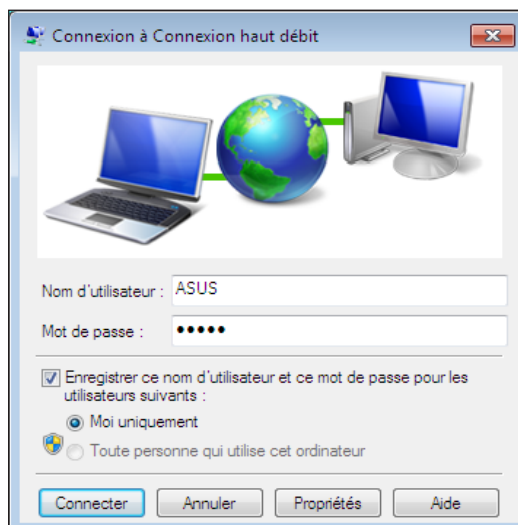 Connexion à Connexion haut débit
Nom d'utilisateur : ASUS
Mot de passe : •••••
Enregistrer ce nom d'utilisateur et ce mot de passe pour les
utilisateurs suivants :
Moi uniquement
Toute personne qui utilise cet ordinateur
Connecter Annuler Propriétés Aide